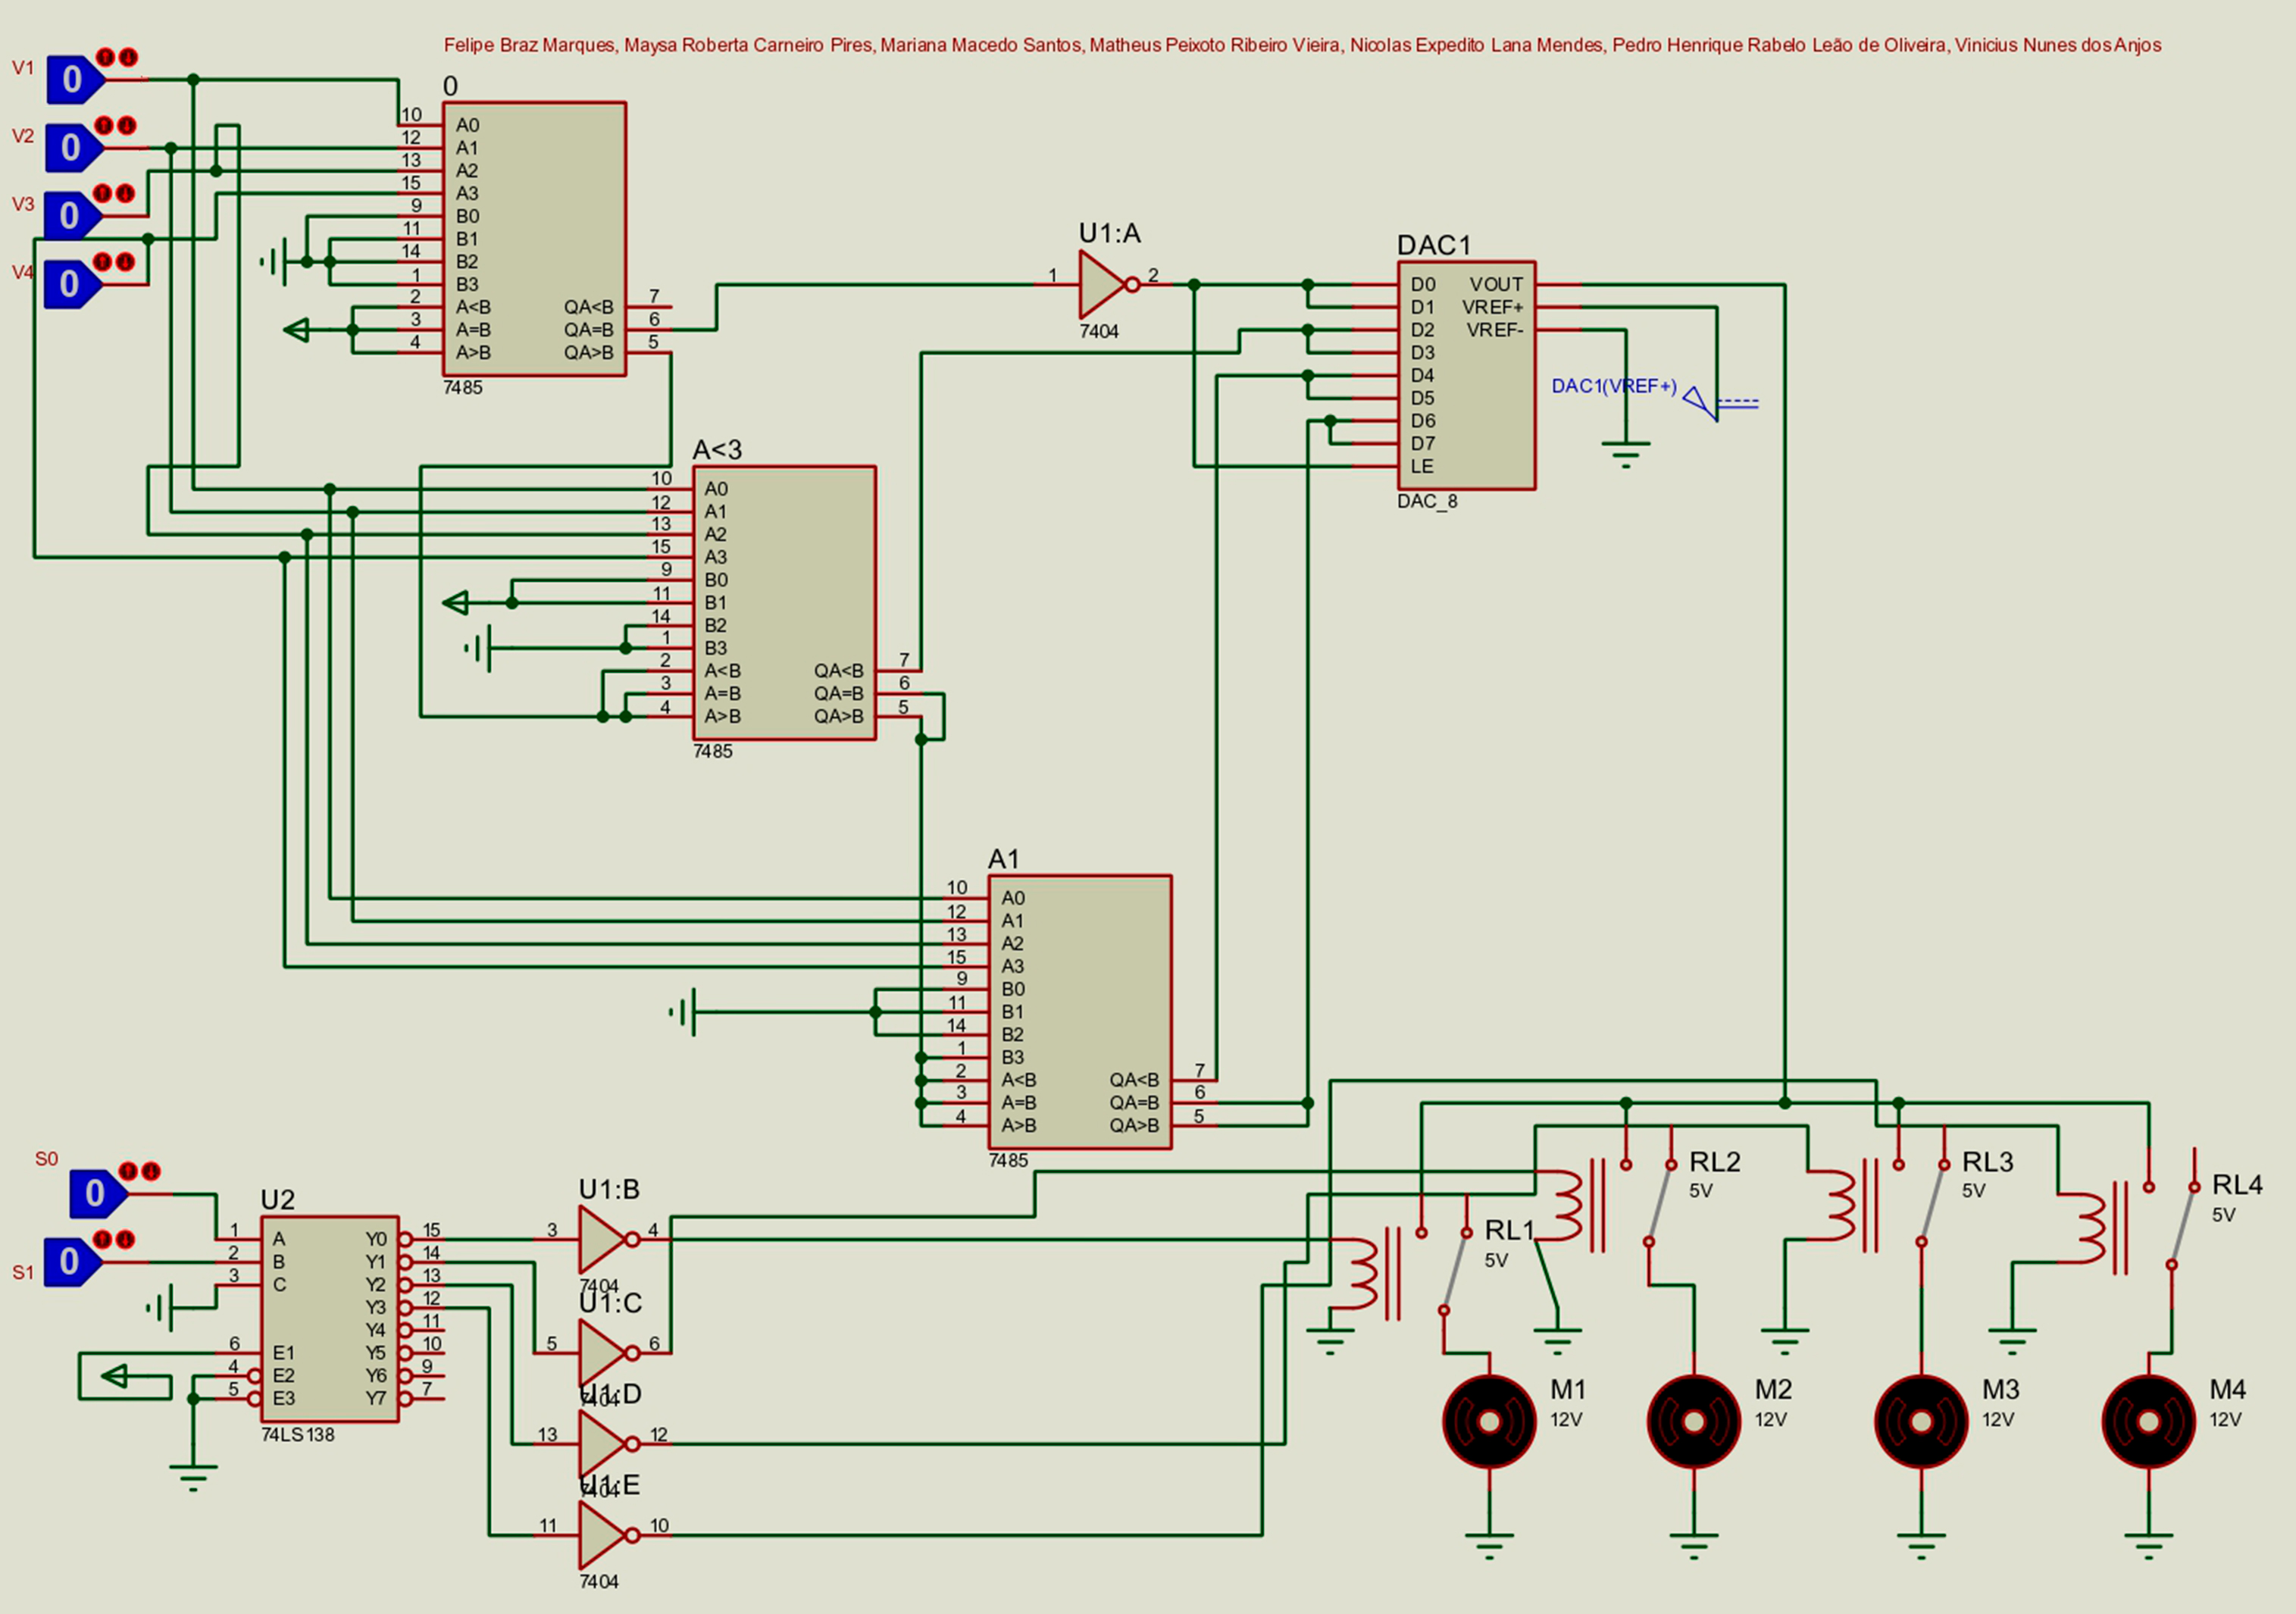 Felipe Braz Marques, Maysa Roberta Carneiro Pires, Mariana Macedo Santos, Matheus Peixoto Ribeiro Vieira, Nicolas Expedito Lana Mendes, Pedro Henrique Rabelo Leão de Oliveira, Vinicius Nunes dos Anjos
V1 0
V2 0
V3 0
V4 0
0
10 A0
12 A1
13 A2
15 A3
9 B0
11 B1
14 B2
1 B3
2 A<B QA<B 7
3 A=B QA=B 6
4 A>B QA>B 5
7485
U1:A
1 2
7404
DAC1
D0 VOUT
D1 VREF+
D2 VREF-
D3
D4
D5
D6
D7
LE
DAC_8
DAC1(VREF+)
A<3
10 A0
12 A1
13 A2
15 A3
9 B0
11 B1
14 B2
1 B3
2 A<B QA<B 7
3 A=B QA=B 6
4 A>B QA>B 5
7485
A1
10 A0
12 A1
13 A2
15 A3
9 B0
11 B1
14 B2
1 B3
2 A<B QA<B 7
3 A=B QA=B 6
4 A>B QA>B 5
7485
S0 0
S1 0
U2
1 A Y0 15
2 B Y1 14
3 C Y2 13
Y3 12
Y4 11
6 E1 Y5 10
4 E2 Y6 9
5 E3 Y7 7
74LS138
U1:B
3 4
7404
U1:C
5 6
7404
U1:D
13 12
7404
U1:E
11 10
7404
RL1
5V
RL2
5V
RL3
5V
RL4
5V
M1
12V
M2
12V
M3
12V
M4
12V